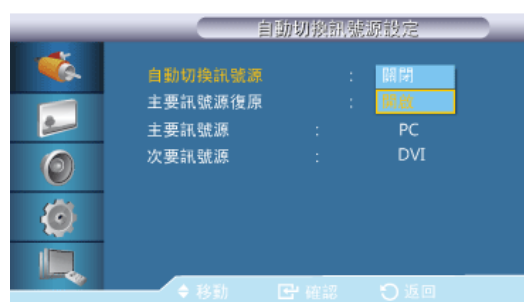 自動切換訊號源設定
自動切換訊號源 : 關閉
主要訊號源復原 : 開啟
主要訊號源 : PC
次要訊號源 : DVI
移動 確認 返回